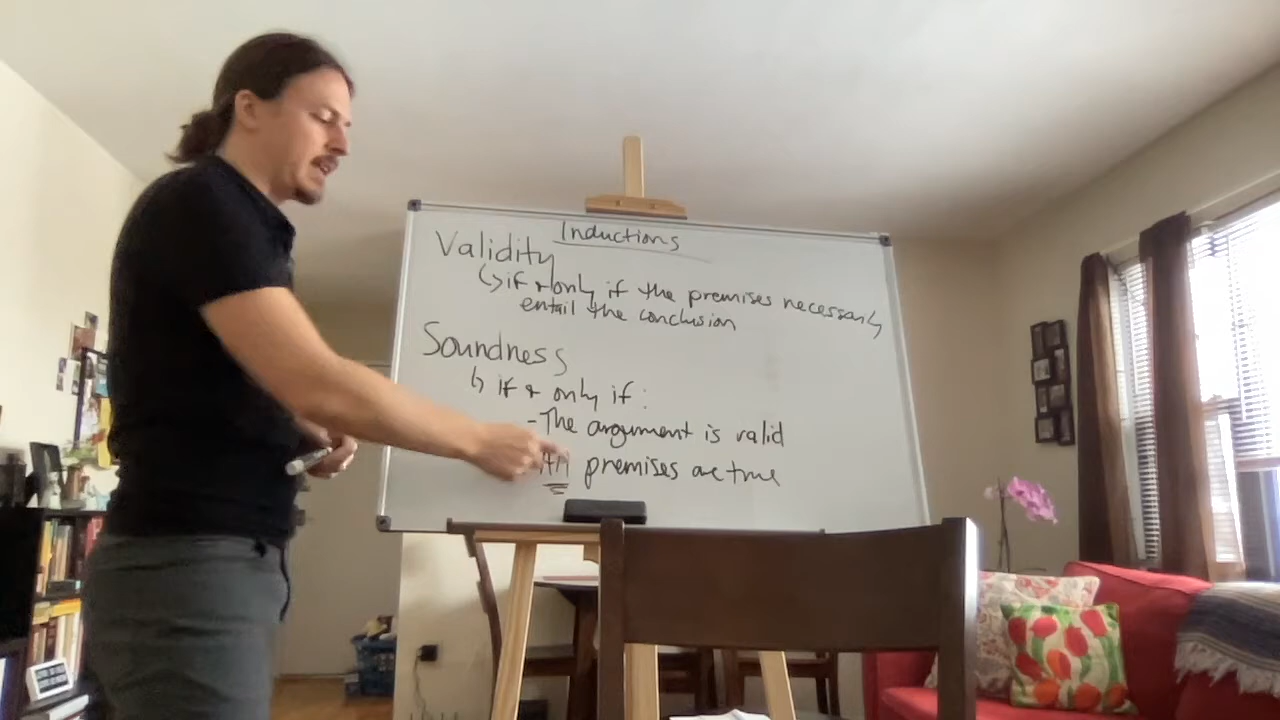 Inductions
Validity
↳ if + only if the premises necessarily
entail the conclusion
Soundness
↳ if + only if:
- The argument is valid
All premises are true